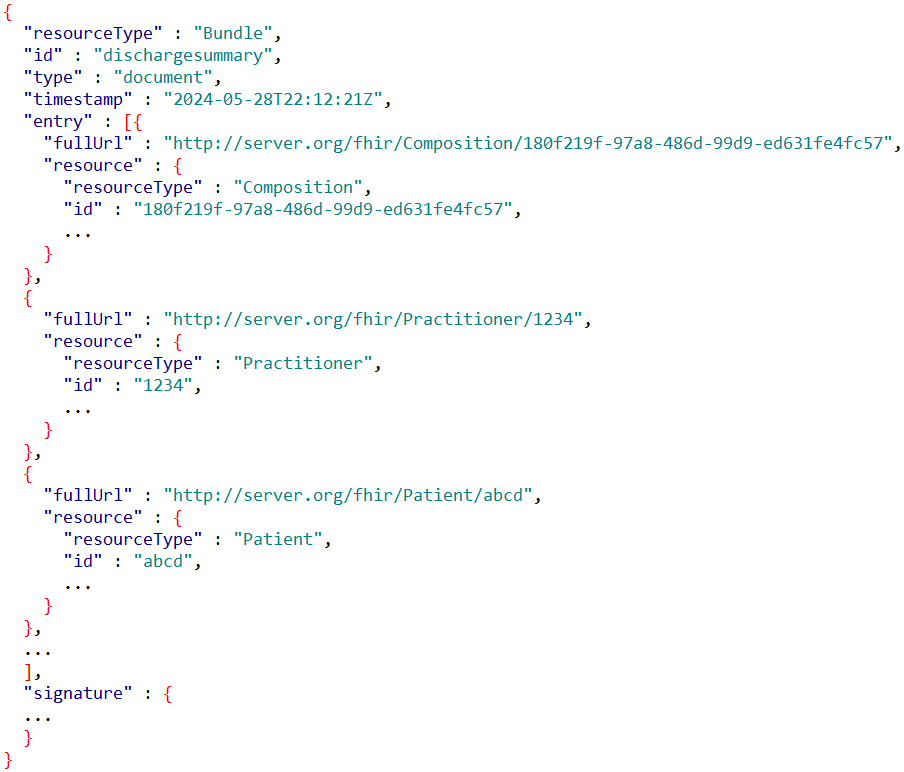 {
  "resourceType" : "Bundle",
  "id" : "dischargesummary",
  "type" : "document",
  "timestamp" : "2024-05-28T22:12:21Z",
  "entry" : [{
    "fullUrl" : "http://server.org/fhir/Composition/180f219f-97a8-486d-99d9-ed631fe4fc57",
    "resource" : {
      "resourceType" : "Composition",
      "id" : "180f219f-97a8-486d-99d9-ed631fe4fc57",
      ...
    }
  },
  {
    "fullUrl" : "http://server.org/fhir/Practitioner/1234",
    "resource" : {
      "resourceType" : "Practitioner",
      "id" : "1234",
      ...
    }
  },
  {
    "fullUrl" : "http://server.org/fhir/Patient/abcd",
    "resource" : {
      "resourceType" : "Patient",
      "id" : "abcd",
      ...
    }
  },
  ...
  ],
  "signature" : {
  ...
  }
}